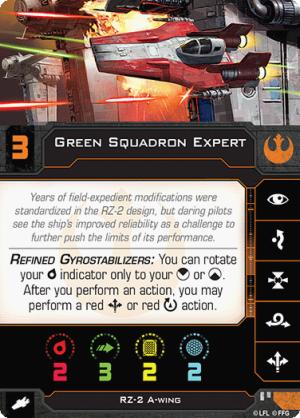 3 Green Squadron Expert
Years of field-expedient modifications were
standardized in the RZ-2 design, but daring pilots
see the ship's improved reliability as a challenge to
further push the limits of its performance.
Refined Gyrostabilizers: You can rotate
your indicator only to your or .
After you perform an action, you may
perform a red or red action.
2 3 2 2
RZ-2 A-wing
©LFL ©FFG